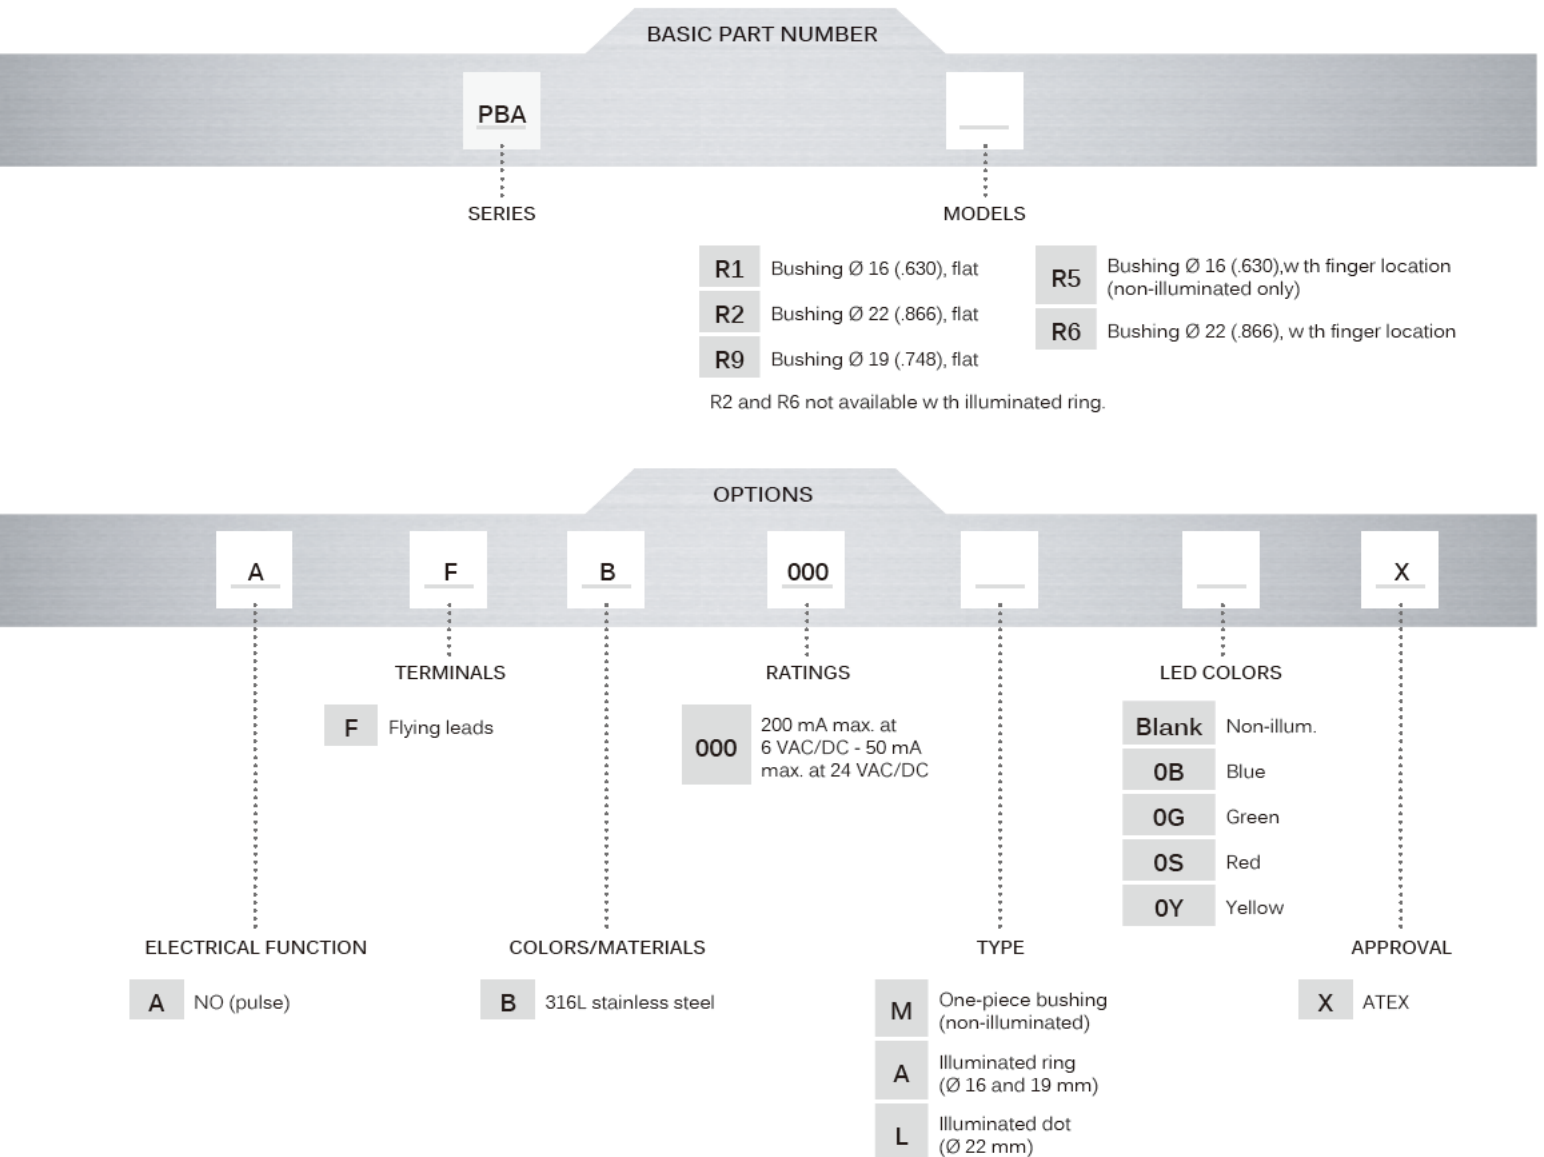 BASIC PART NUMBER
PBA
SERIES
MODELS
R1 Bushing Ø 16 (.630), flat
R2 Bushing Ø 22 (.866), flat
R9 Bushing Ø 19 (.748), flat
R5 Bushing Ø 16 (.630),w th finger location
(non-illuminated only)
R6 Bushing Ø 22 (.866), w th finger location
R2 and R6 not available w th illuminated ring.
OPTIONS
A F B 000 X
TERMINALS
F Flying leads
RATINGS
000 200 mA max. at
6 VAC/DC - 50 mA
max. at 24 VAC/DC
LED COLORS
Blank Non-illum.
0B Blue
0G Green
0S Red
0Y Yellow
ELECTRICAL FUNCTION
A NO (pulse)
COLORS/MATERIALS
B 316L stainless steel
TYPE
M One-piece bushing
(non-illuminated)
A Illuminated ring
(Ø 16 and 19 mm)
L Illuminated dot
(Ø 22 mm)
APPROVAL
X ATEX